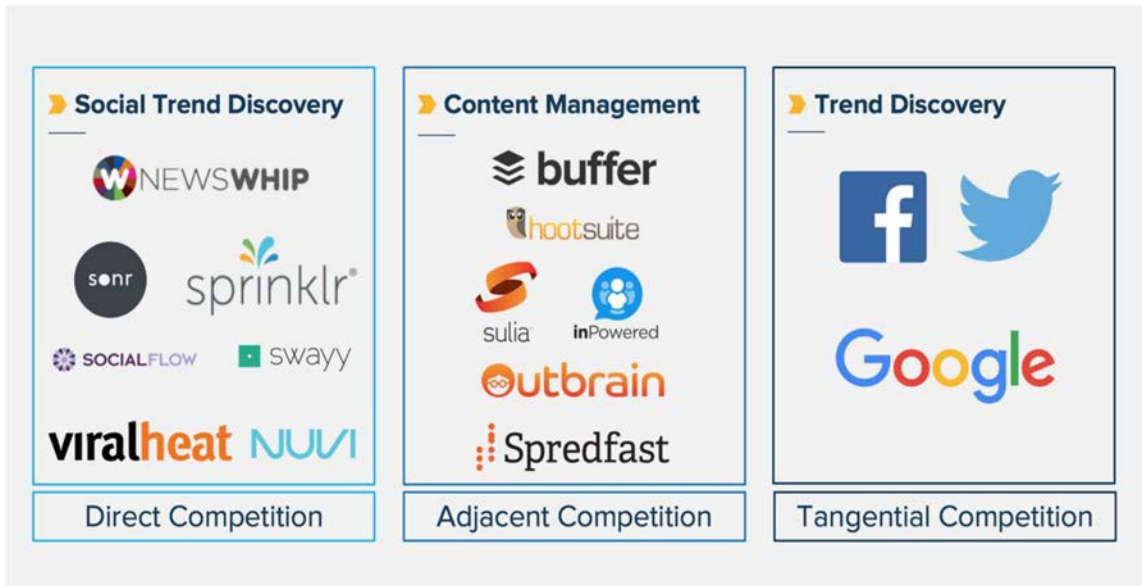 Social Trend Discovery
NEWSWHIP
sonr
sprinklr®
SOCIALFLOW
swayy
viralheat
NUVI
Direct Competition
Content Management
buffer
hootsuite
sulia
inPowered
Outbrain
Spredfast
Adjacent Competition
Trend Discovery
f
Google
Tangential Competition